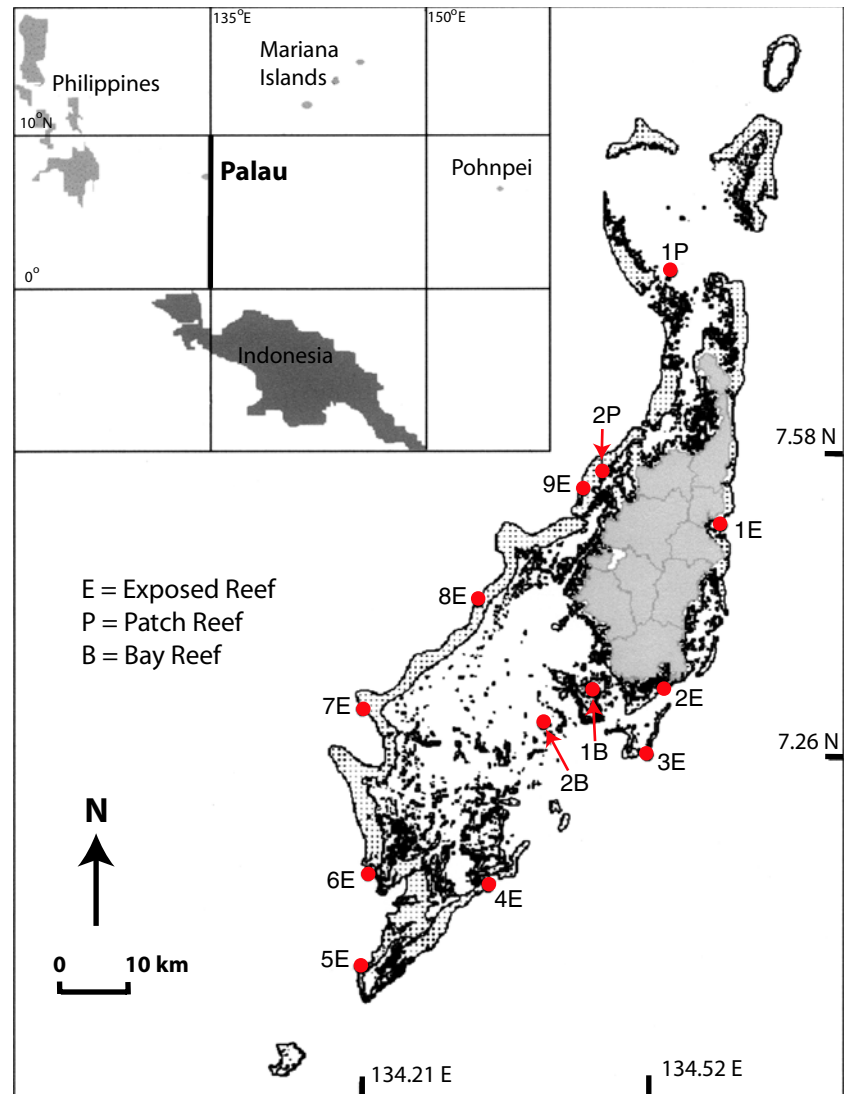 135°E
150°E
Mariana
Islands
Philippines
10°N
Palau
Pohnpei
0°
Indonesia
1P
2P
7.58 N
9E
1E
E = Exposed Reef
P = Patch Reef
B = Bay Reef
8E
2E
7E
1B
3E
7.26 N
2B
N
6E
4E
5E
0 10 km
134.21 E
134.52 E